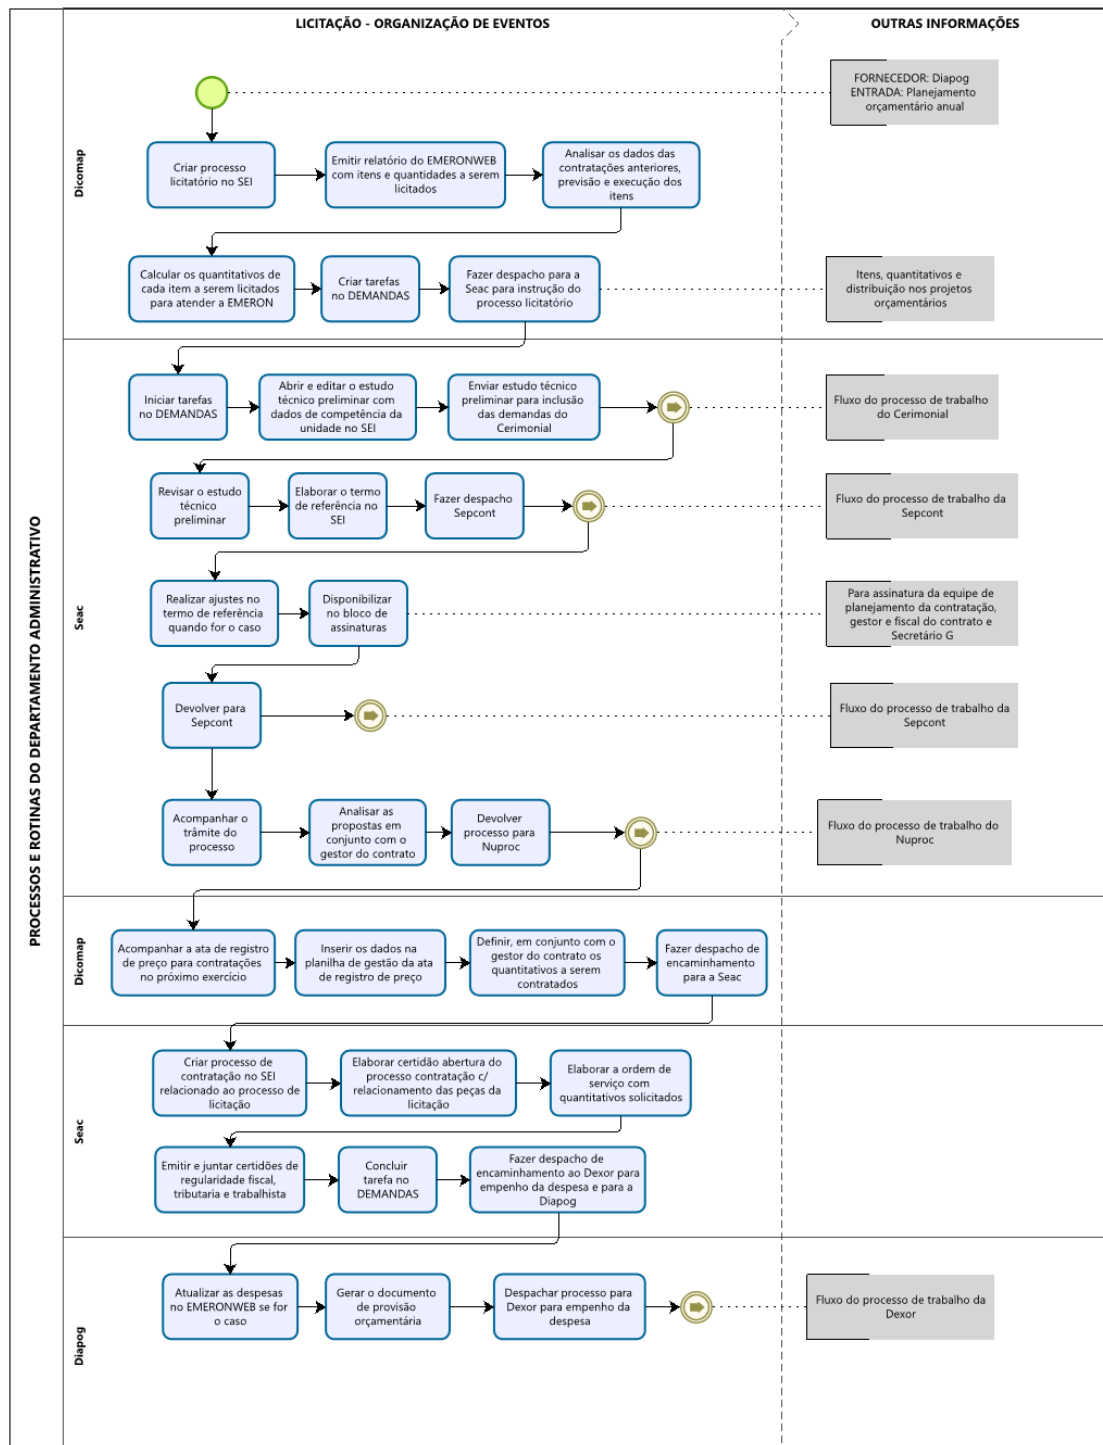 LICITAÇÃO - ORGANIZAÇÃO DE EVENTOS
OUTRAS INFORMAÇÕES
PROCESSOS E ROTINAS DO DEPARTAMENTO ADMINISTRATIVO
Dicomap
FORNECEDOR: Diapog
ENTRADA: Planejamento
orçamentário anual
Criar processo
licitatório no SEI
Emitir relatório do EMERONWEB
com itens e quantidades a serem
licitados
Analisar os dados das
contratações anteriores,
previsão e execução dos
itens
Calcular os quantitativos de
cada item a serem licitados
para atender a EMERON
Criar tarefas
no DEMANDAS
Fazer despacho para a
Seac para instrução do
processo licitatório
Itens, quantitativos e
distribuição nos projetos
orçamentários
Seac
Iniciar tarefas
no DEMANDAS
Abrir e editar o estudo
técnico preliminar com
dados de competência da
unidade no SEI
Enviar estudo técnico
preliminar para inclusão
das demandas do
Cerimonial
Fluxo do processo de trabalho
do Cerimonial
Revisar o estudo
técnico
preliminar
Elaborar o termo
de referência no
SEI
Fazer despacho
Sepcont
Fluxo do processo de trabalho da
Sepcont
Realizar ajustes no
termo de referência
quando for o caso
Disponibilizar
no bloco de
assinaturas
Para assinatura da equipe de
planejamento da contratação,
gestor e fiscal do contrato e
Secretário G
Devolver para
Sepcont
Fluxo do processo de trabalho da
Sepcont
Acompanhar o
trâmite do
processo
Analisar as
propostas em
conjunto com o
gestor do contrato
Devolver
processo para
Nuproc
Fluxo do processo de trabalho do
Nuproc
Dicomap
Acompanhar a ata de registro
de preço para contratações
no próximo exercício
Inserir os dados na
planilha de gestão da ata
de registro de preço
Definir, em conjunto com o
gestor do contrato os
quantitativos a serem
contratados
Fazer despacho de
encaminhamento
para a Seac
Seac
Criar processo de
contratação no SEI
relacionado ao processo de
licitação
Elaborar certidão abertura do
processo contratação c/
relacionamento das peças da
licitação
Elaborar a ordem de
serviço com
quantitativos solicitados
Emitir e juntar certidões de
regularidade fiscal,
tributaria e trabalhista
Concluir
tarefa no
DEMANDAS
Fazer despacho de
encaminhamento ao Dexor para
empenho da despesa e para a
Diapog
Diapog
Atualizar as despesas
no EMERONWEB se for
o caso
Gerar o documento
de provisão
orçamentária
Despachar processo para
Dexor para empenho da
despesa
Fluxo do processo de trabalho da
Dexor